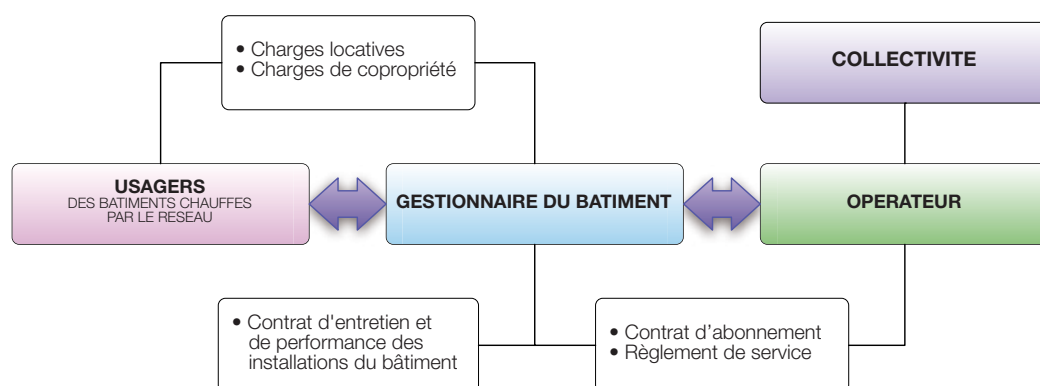 • Charges locatives
• Charges de copropriété
COLLECTIVITE
USAGERS
DES BATIMENTS CHAUFFES
PAR LE RESEAU
GESTIONNAIRE DU BATIMENT
OPERATEUR
• Contrat d'entretien et
de performance des
installations du bâtiment
• Contrat d’abonnement
• Règlement de service